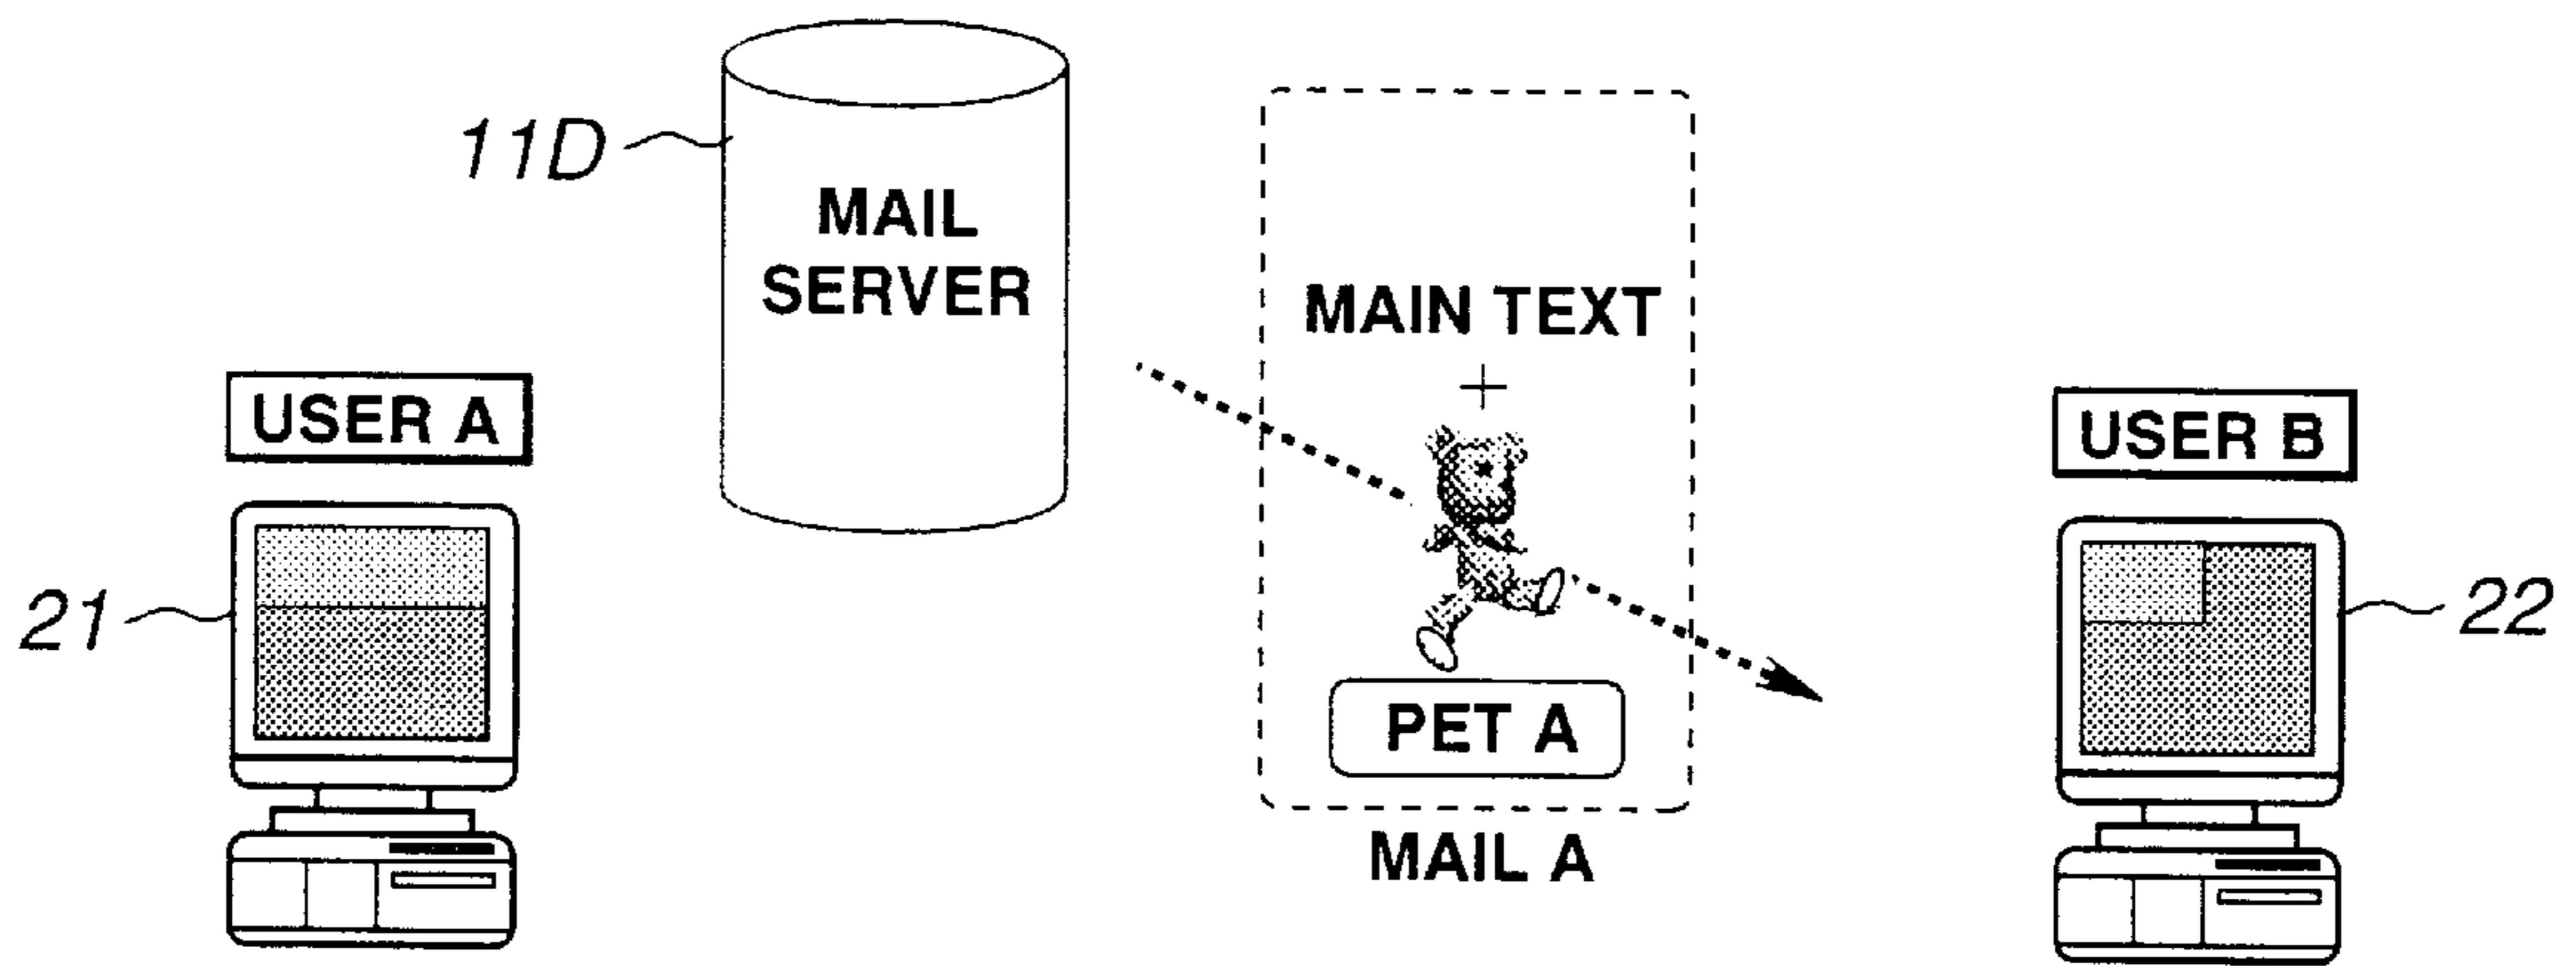 11D
MAIL
SERVER
MAIN TEXT
+
USER A
USER B
21
22
PET A
MAIL A